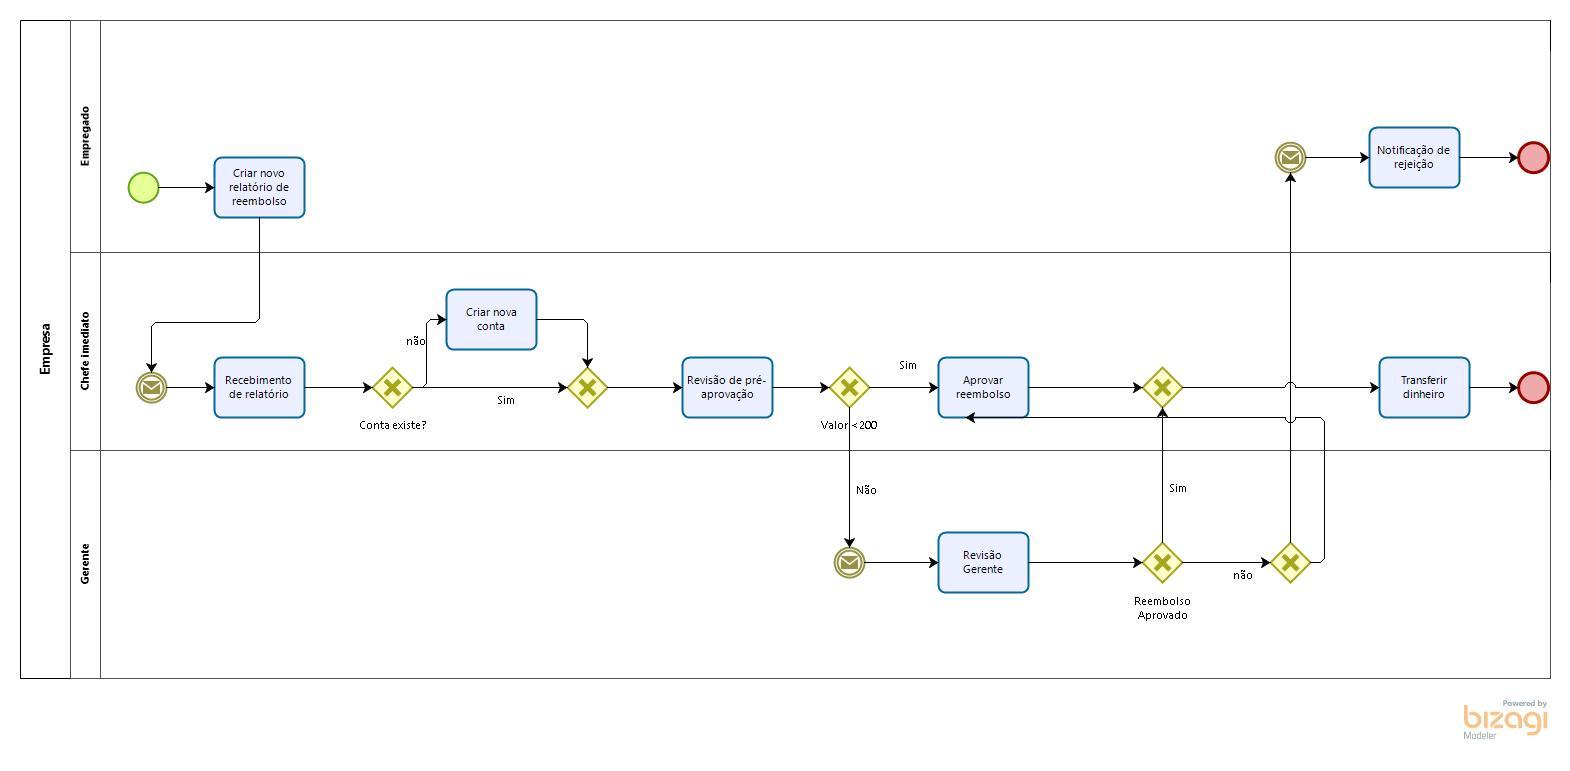 Empresa
Empregado
Criar novo
relatório de
reembolso
Notificação de
rejeição
Chefe imediato
Criar nova
conta
não
Recebimento
de relatório
Conta existe?
Sim
Revisão de pré-
aprovação
Valor <200
Sim
Aprovar
reembolso
Transferir
dinheiro
Gerente
Não
Revisão
Gerente
Sim
não
Reembolso
Aprovado
Powered by
bizagi
Modeler